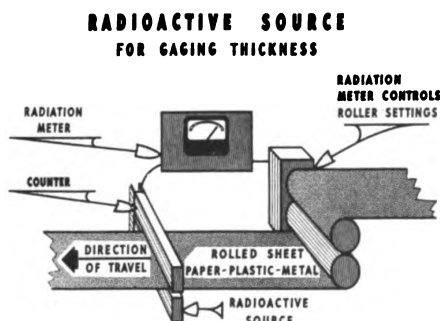 RADIOACTIVE SOURCE
FOR GAGING THICKNESS
RADIATION
METER CONTROLS
ROLLER SETTINGS
RADIATION
METER
COUNTER
DIRECTION
OF TRAVEL
ROLLED SHEET
PAPER-PLASTIC-METAL
RADIOACTIVE
SOURCE